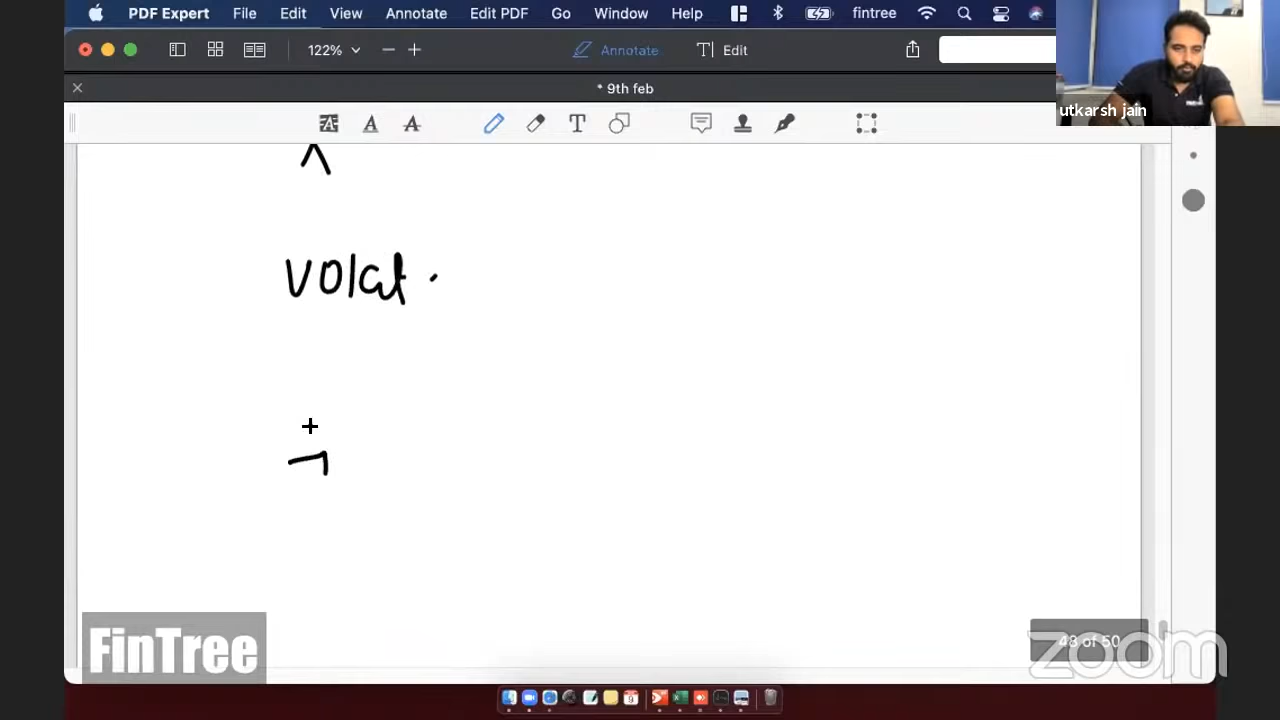 PDF Expert File Edit View Annotate Edit PDF Go Window Help fintree
122% Annotate T Edit
* 9th feb
A A A T
utkarsh jain
volat.
48 of 50
FinTree
zoom